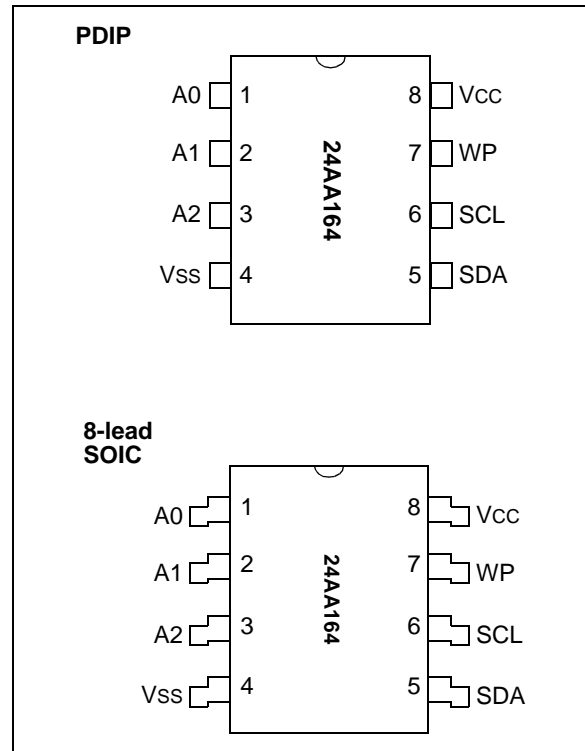 PDIP
A0 1 8 VCC
A1 2 7 WP
A2 3 6 SCL
VSS 4 5 SDA
24AA164
8-lead
SOIC
A0 1 8 VCC
A1 2 7 WP
A2 3 6 SCL
VSS 4 5 SDA
24AA164